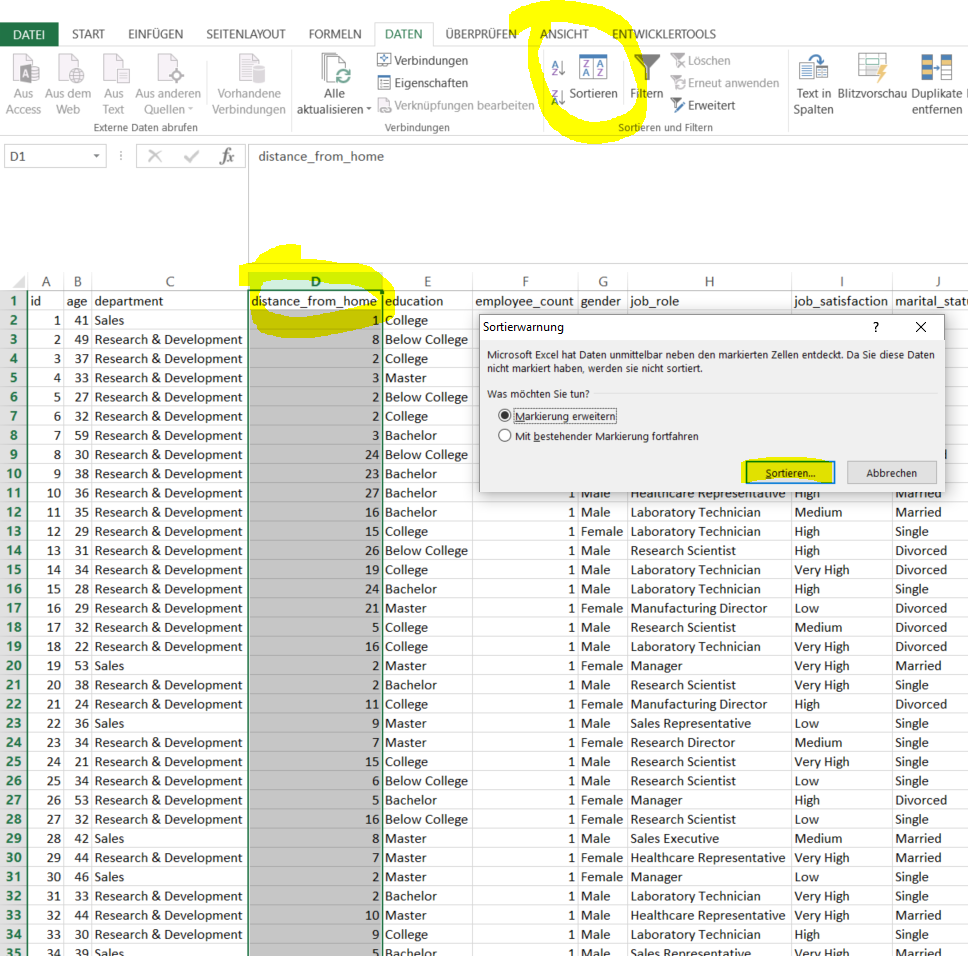 DATEI START EINFÜGEN SEITENLAYOUT FORMELN DATEN ÜBERPRÜFEN ANSICHT ENTWICKLERTOOLS
Aus Access
Aus dem Web
Aus Text
Aus anderen Quellen
Vorhandene Verbindungen
Externe Daten abrufen
Alle aktualisieren
Verbindungen
Eigenschaften
Verknüpfungen bearbeiten
Verbindungen
A Z
Z A
Sortieren
Filtern
Löschen
Erneut anwenden
Erweitert
Sortieren und Filtern
Text in Spalten
Blitzvorschau
Duplikate entfernen
D1 fx distance_from_home
A B C D E F G H I J
1 id age department distance_from_home education employee_count gender job_role job_satisfaction
2 1 41 Sales 1 College
3 2 49 Research & Development 8 Below College
4 3 37 Research & Development 2 College
5 4 33 Research & Development 3 Master
6 5 27 Research & Development 2 Below College
7 6 32 Research & Development 2 College
8 7 59 Research & Development 3 Bachelor
9 8 30 Research & Development 24 Below College
10 9 38 Research & Development 23 Bachelor
11 10 36 Research & Development 27 Bachelor 1 Male Healthcare Representative High Married
12 11 35 Research & Development 16 Bachelor 1 Male Laboratory Technician Medium Married
13 12 29 Research & Development 15 College 1 Female Laboratory Technician High Single
14 13 31 Research & Development 26 Below College 1 Male Research Scientist High Divorced
15 14 34 Research & Development 19 College 1 Male Laboratory Technician Very High Divorced
16 15 28 Research & Development 24 Bachelor 1 Male Laboratory Technician High Single
17 16 29 Research & Development 21 Master 1 Female Manufacturing Director Low Divorced
18 17 32 Research & Development 5 College 1 Male Research Scientist Medium Divorced
19 18 22 Research & Development 16 College 1 Male Laboratory Technician Very High Divorced
20 19 53 Sales 2 Master 1 Female Manager Very High Married
21 20 38 Research & Development 2 Bachelor 1 Male Research Scientist Very High Single
22 21 24 Research & Development 11 College 1 Female Manufacturing Director High Divorced
23 22 36 Sales 9 Master 1 Male Sales Representative Low Single
24 23 34 Research & Development 7 Master 1 Female Research Director Medium Single
25 24 21 Research & Development 15 College 1 Male Research Scientist Very High Single
26 25 34 Research & Development 6 Below College 1 Male Research Scientist Low Single
27 26 53 Research & Development 5 Bachelor 1 Female Manager High Divorced
28 27 32 Research & Development 16 Below College 1 Female Research Scientist Low Single
29 28 42 Sales 8 Master 1 Male Sales Executive Medium Married
30 29 44 Research & Development 7 Master 1 Female Healthcare Representative Very High Married
31 30 46 Sales 2 Master 1 Female Manager Low Single
32 31 33 Research & Development 2 Bachelor 1 Male Laboratory Technician Very High Single
33 32 44 Research & Development 10 Master 1 Male Healthcare Representative Very High Married
34 33 30 Research & Development 9 College 1 Male Laboratory Technician High Single
35 34 39 Sales 5 Bachelor 1 Male Sales Representative Very High Married
Sortierwarnung ?
Microsoft Excel hat Daten unmittelbar neben den markierten Zellen entdeckt. Da Sie diese Daten
nicht markiert haben, werden sie nicht sortiert.
Was möchten Sie tun?
Markierung erweitern
Mit bestehender Markierung fortfahren
Sortieren... Abbrechen